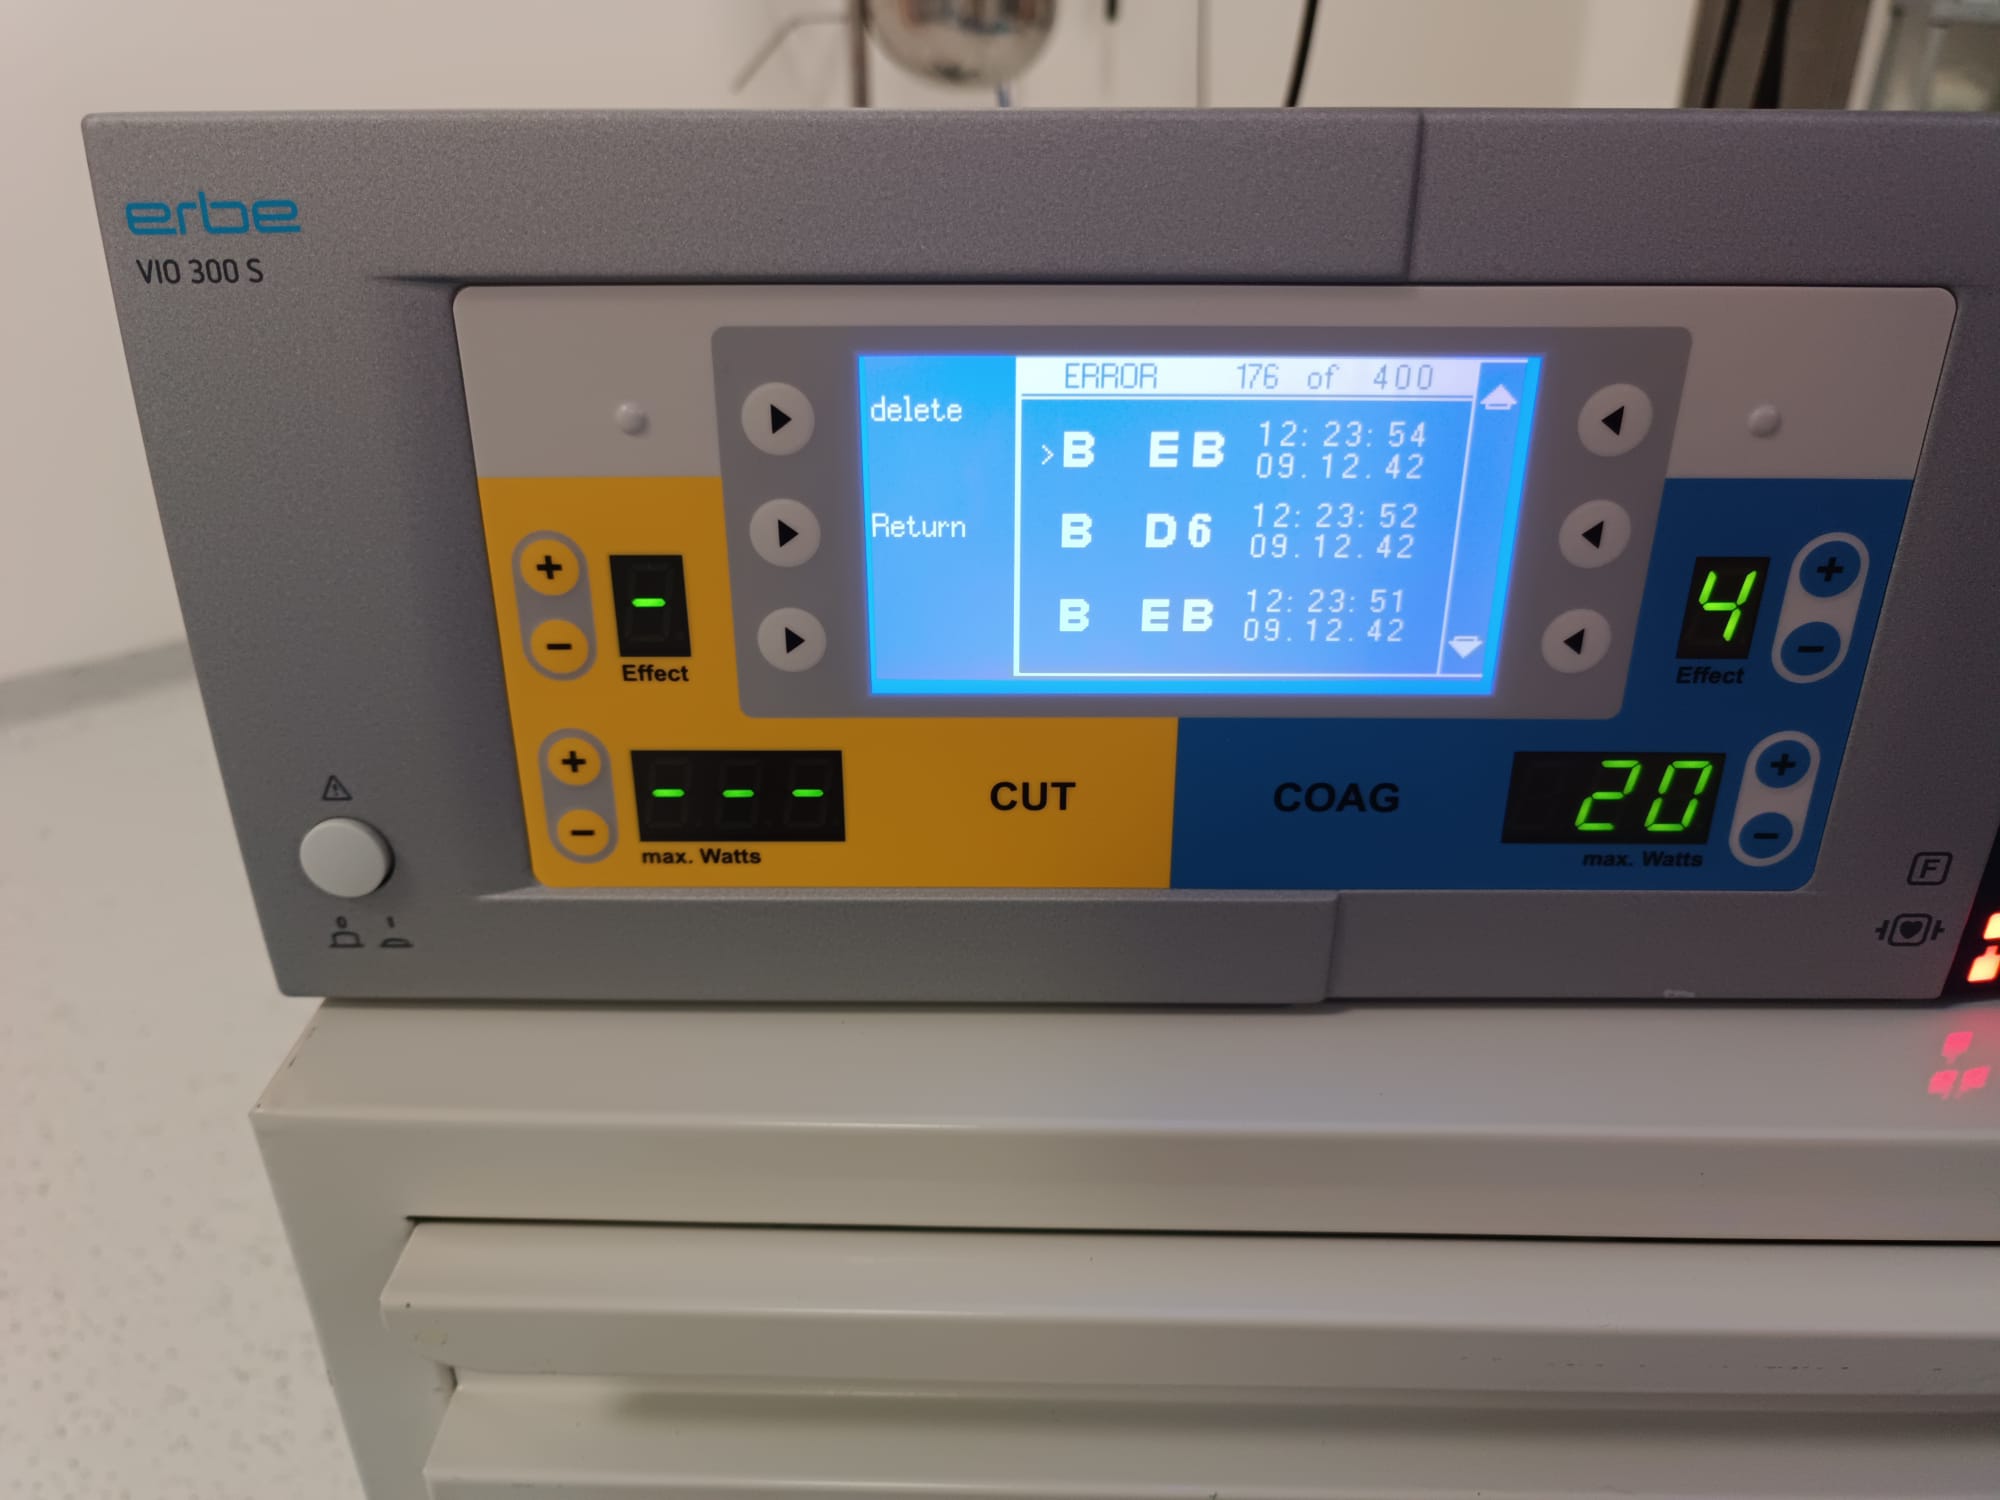 erbe
VIO 300 S
ERROR 176 of 400
delete
>B EB 12:23:54
09.12.42
Return
B D6 12:23:52
09.12.42
B EB 12:23:51
09.12.42
+
-
-
Effect
4
+
-
Effect
+
-
- - -
max. Watts
CUT
COAG
20
max. Watts
+
-
F
0 I